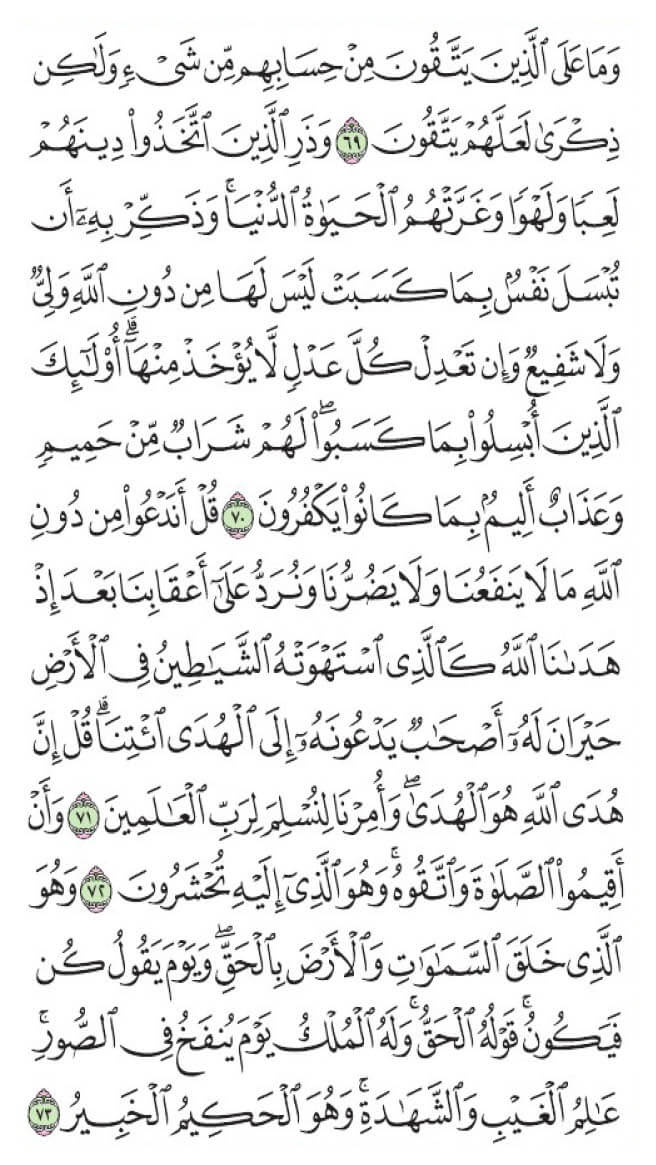 وَمَا عَلَى ٱلَّذِينَ يَتَّقُونَ مِنْ حِسَابِهِم مِّن شَيْءٍ وَلَٰكِن
ذِكْرَىٰ لَعَلَّهُمْ يَتَّقُونَ ٦٩ وَذَرِ ٱلَّذِينَ ٱتَّخَذُوا۟ دِينَهُمْ
لَعِبًا وَلَهْوًا وَغَرَّتْهُمُ ٱلْحَيَوٰةُ ٱلدُّنْيَا ۚ وَذَكِّرْ بِهِۦٓ أَن
تُبْسَلَ نَفْسٌۢ بِمَا كَسَبَتْ لَيْسَ لَهَا مِن دُونِ ٱللَّهِ وَلِىٌّ
وَلَا شَفِيعٌ وَإِن تَعْدِلْ كُلَّ عَدْلٍ لَّا يُؤْخَذْ مِنْهَآ ۗ أُو۟لَٰٓئِكَ
ٱلَّذِينَ أُبْسِلُوا۟ بِمَا كَسَبُوا۟ ۖ لَهُمْ شَرَابٌ مِّنْ حَمِيمٍ
وَعَذَابٌ أَلِيمٌۢ بِمَا كَانُوا۟ يَكْفُرُونَ ٧٠ قُلْ أَنَدْعُوا۟ مِن دُونِ
ٱللَّهِ مَا لَا يَنفَعُنَا وَلَا يَضُرُّنَا وَنُرَدُّ عَلَىٰٓ أَعْقَابِنَا بَعْدَ إِذْ
هَدَىٰنَا ٱللَّهُ كَٱلَّذِى ٱسْتَهْوَتْهُ ٱلشَّيَٰطِينُ فِى ٱلْأَرْضِ
حَيْرَانَ لَهُۥٓ أَصْحَٰبٌ يَدْعُونَهُۥٓ إِلَى ٱلْهُدَى ٱئْتِنَا ۗ قُلْ إِنَّ
هُدَى ٱللَّهِ هُوَ ٱلْهُدَىٰ ۖ وَأُمِرْنَا لِنُسْلِمَ لِرَبِّ ٱلْعَٰلَمِينَ ٧١ وَأَنْ
أَقِيمُوا۟ ٱلصَّلَوٰةَ وَٱتَّقُوهُ ۚ وَهُوَ ٱلَّذِىٓ إِلَيْهِ تُحْشَرُونَ ٧٢ وَهُوَ
ٱلَّذِى خَلَقَ ٱلسَّمَٰوَٰتِ وَٱلْأَرْضَ بِٱلْحَقِّ ۖ وَيَوْمَ يَقُولُ كُن
فَيَكُونُ ۚ قَوْلُهُ ٱلْحَقُّ ۚ وَلَهُ ٱلْمُلْكُ يَوْمَ يُنفَخُ فِى ٱلصُّورِ ۚ
عَٰلِمُ ٱلْغَيْبِ وَٱلشَّهَٰدَةِ ۚ وَهُوَ ٱلْحَكِيمُ ٱلْخَبِيرُ ٧٣